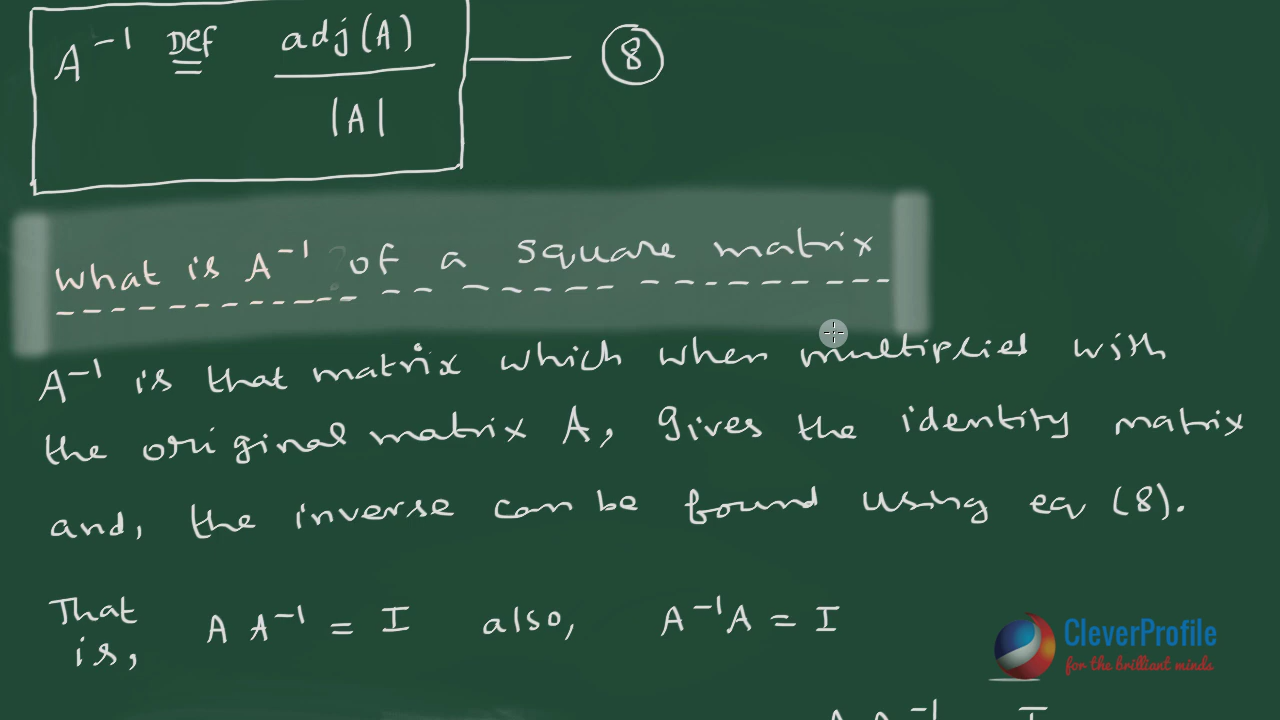 A⁻¹ Def adj(A)
|A|
8
What is A⁻¹ of a square matrix
A⁻¹ is that matrix which when multiplied with
the original matrix A, gives the identity matrix
and, the inverse can be found using eq (8).
That is, A A⁻¹ = I also, A⁻¹A = I
CleverProfile
for the brilliant minds